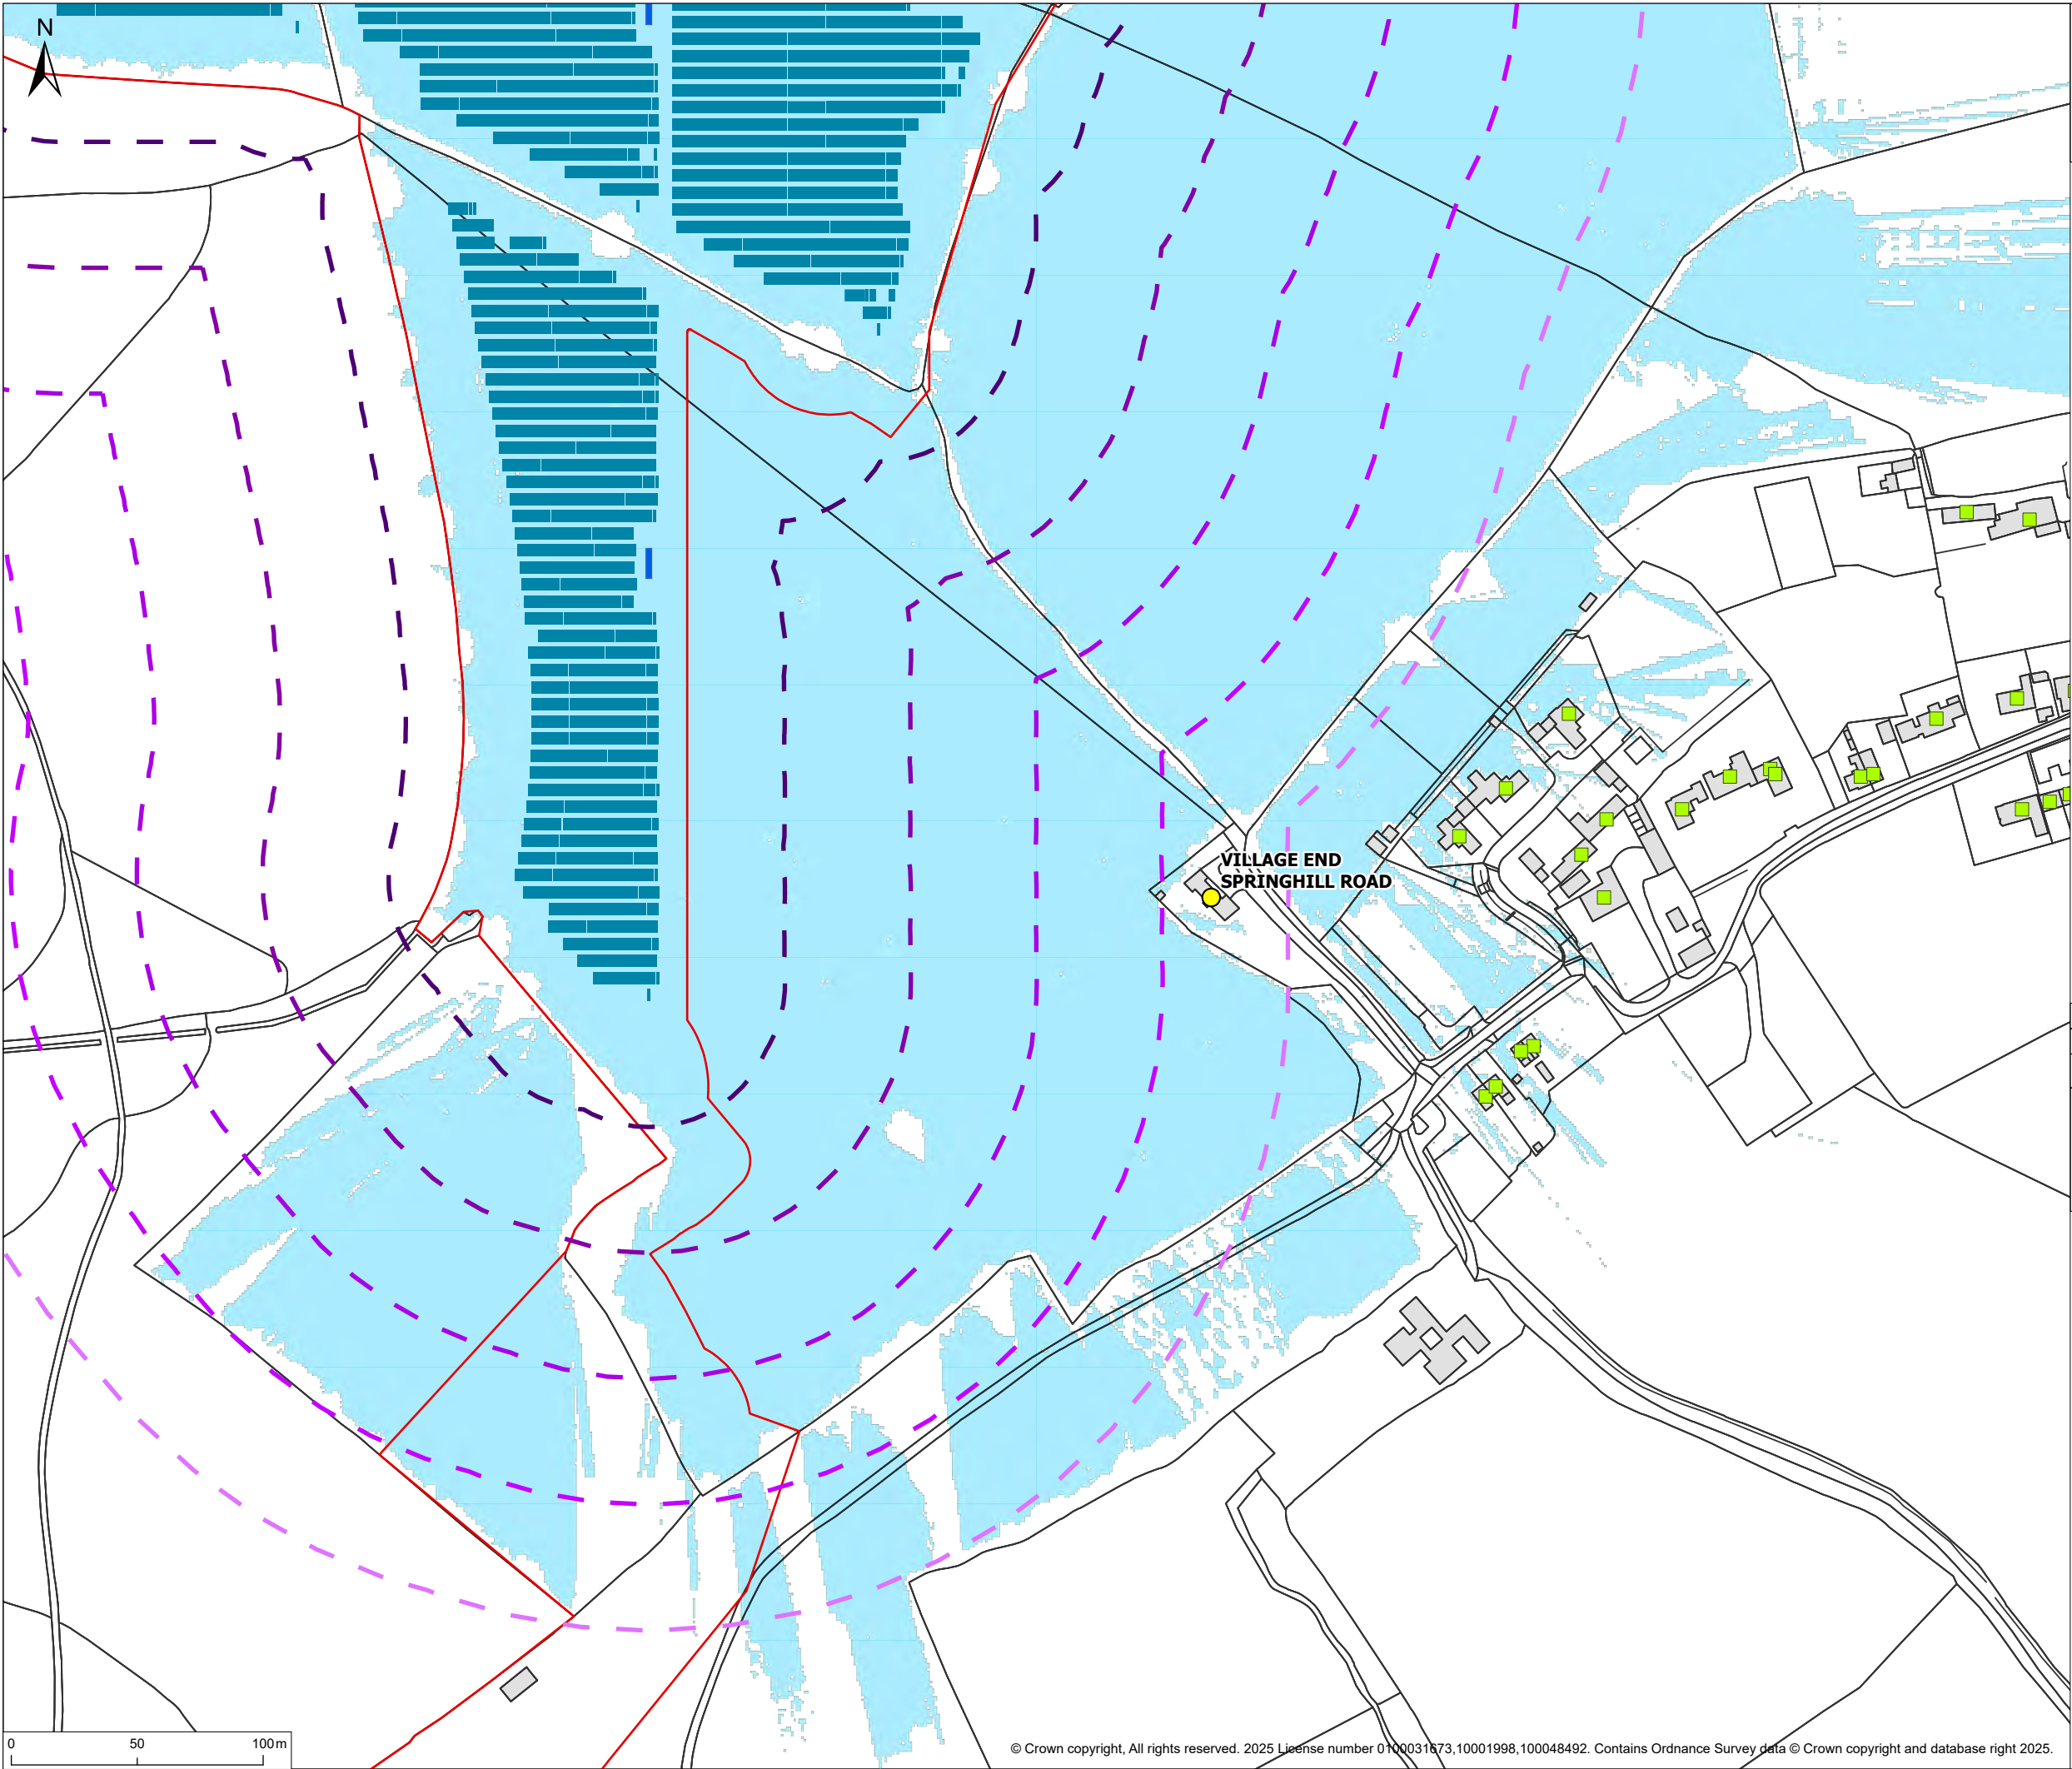 N
VILLAGE END
SPRINGHILL ROAD
0 50 100 m
© Crown copyright, All rights reserved. 2025 License number 0100031673,10001998,100048492. Contains Ordnance Survey data © Crown copyright and database right 2025.